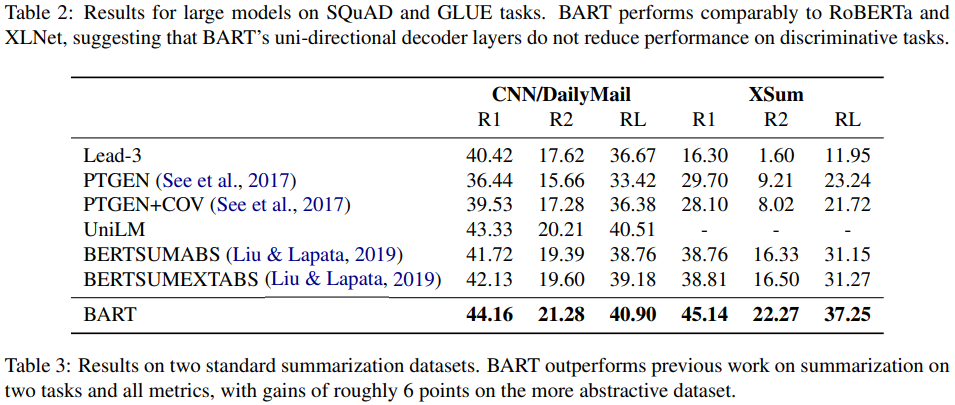 Table 2: Results for large models on SQuAD and GLUE tasks. BART performs comparably to RoBERTa and
XLNet, suggesting that BART's uni-directional decoder layers do not reduce performance on discriminative tasks.
CNN/DailyMail XSum
R1 R2 RL R1 R2 RL
Lead-3 40.42 17.62 36.67 16.30 1.60 11.95
PTGEN (See et al., 2017) 36.44 15.66 33.42 29.70 9.21 23.24
PTGEN+COV (See et al., 2017) 39.53 17.28 36.38 28.10 8.02 21.72
UniLM 43.33 20.21 40.51 - - -
BERTSUMABS (Liu & Lapata, 2019) 41.72 19.39 38.76 38.76 16.33 31.15
BERTSUMEXTABS (Liu & Lapata, 2019) 42.13 19.60 39.18 38.81 16.50 31.27
BART 44.16 21.28 40.90 45.14 22.27 37.25
Table 3: Results on two standard summarization datasets. BART outperforms previous work on summarization on
two tasks and all metrics, with gains of roughly 6 points on the more abstractive dataset.